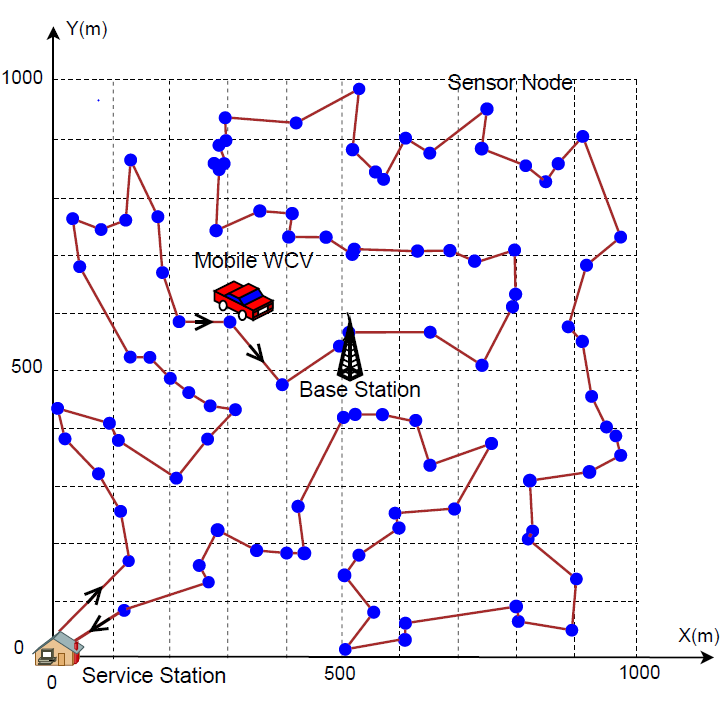 Y(m)
1000
Sensor Node
Mobile WCV
500
Base Station
0
X(m)
0
Service Station
500
1000